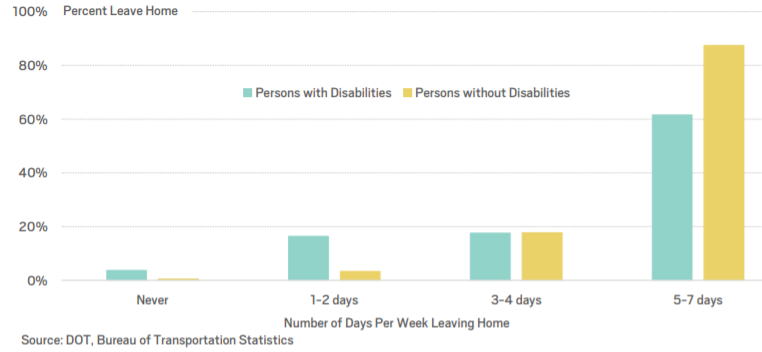 100% Percent Leave Home
80%
Persons with Disabilities Persons without Disabilities
60%
40%
20%
0%
Never 1-2 days 3-4 days 5-7 days
Number of Days Per Week Leaving Home
Source: DOT, Bureau of Transportation Statistics